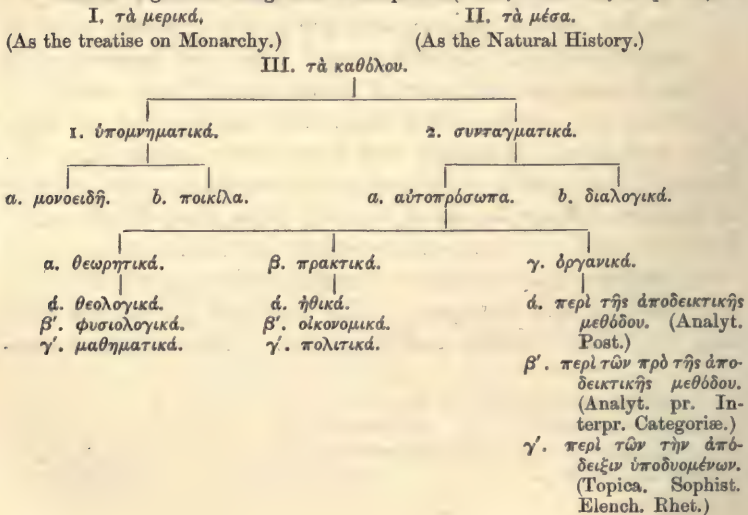 I. τὰ μερικά,
II. τὰ μέσα.
(As the treatise on Monarchy.)
(As the Natural History.)
III. τὰ καθόλου.
1. ὑπομνηματικά.
2. συνταγματικά.
a. μονοειδῆ.
b. ποικίλα.
a. αὐτοπρόσωπα.
b. διαλογικά.
α. θεωρητικά.
β. πρακτικά.
γ. ὀργανικά.
ά. θεολογικά.
β′. φυσιολογικά.
γ′. μαθηματικά.
ά. ἠθικά.
β′. οἰκονομικά.
γ′. πολιτικά.
ά. περὶ τῆς ἀποδεικτικῆς
μεθόδου. (Analyt.
Post.)
β′. περὶ τῶν πρὸ τῆς ἀπο-
δεικτικῆς μεθόδου.
(Analyt. pr. In-
terpr. Categoriæ.)
γ′. περὶ τῶν τὴν ἀπό-
δειξιν ὑποδυομένων.
(Topica. Sophist.
Elench. Rhet.)